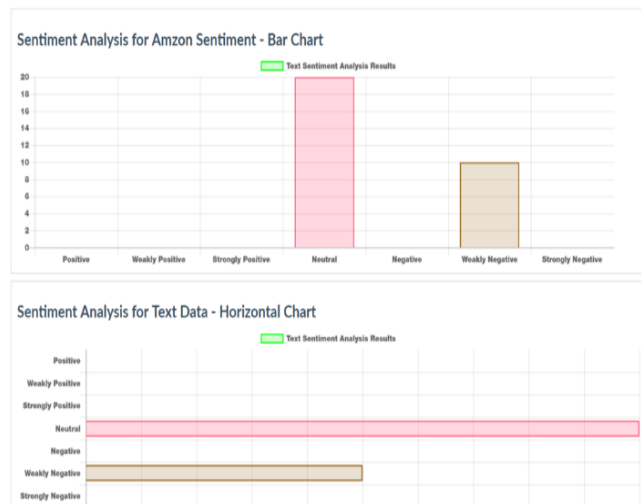 Sentiment Analysis for Amzon Sentiment - Bar Chart
Text Sentiment Analysis Results
20
18
16
14
12
10
8
6
4
2
0
Positive Weakly Positive Strongly Positive Neutral Negative Weakly Negative Strongly Negative
Sentiment Analysis for Text Data - Horizontal Chart
Text Sentiment Analysis Results
Positive
Weakly Positive
Strongly Positive
Neutral
Negative
Weakly Negative
Strongly Negative